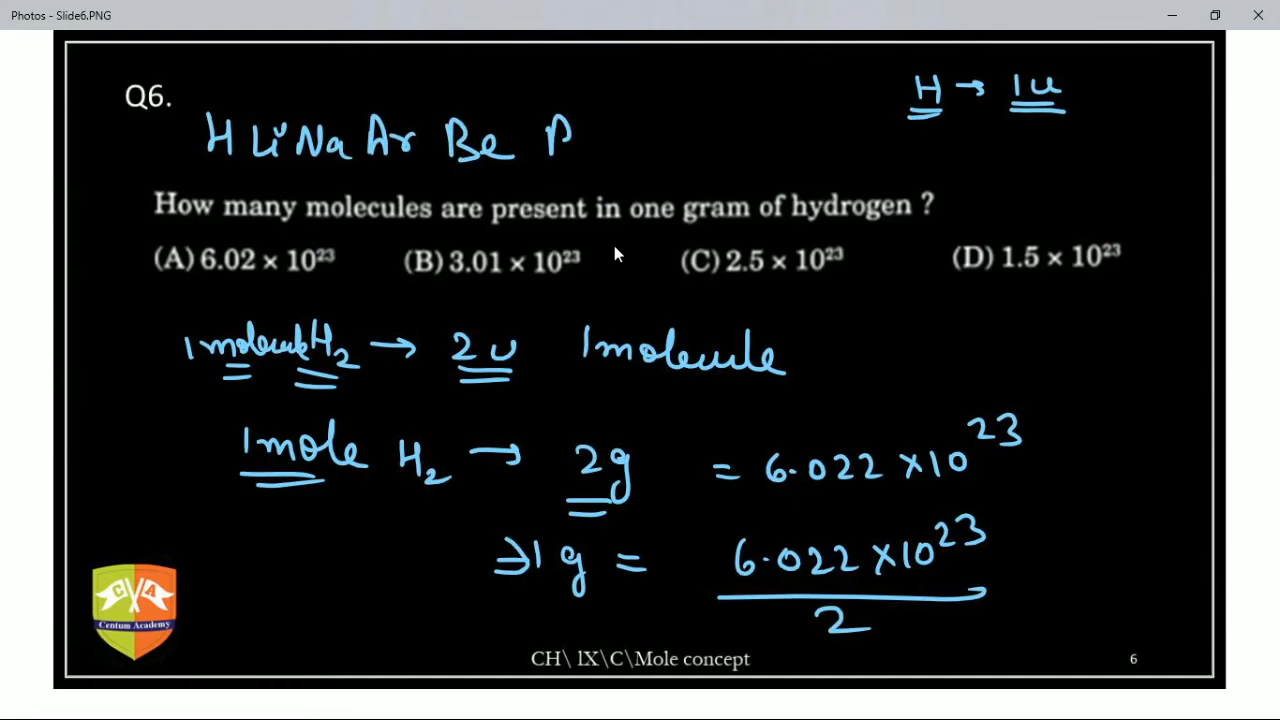 Photos - Slide6.PNG
Q6.
H → 1u
H Li Na Ar Be P
How many molecules are present in one gram of hydrogen ?
(A) 6.02 × 10²³ (B) 3.01 × 10²³ (C) 2.5 × 10²³ (D) 1.5 × 10²³
1 molecule H₂ → 2u 1 molecule
1 mole H₂ → 2g = 6.022 × 10²³
⇒ 1 g = 6.022 × 10²³
2
C A
Centum Academy
CH\ lX\C\Mole concept
6